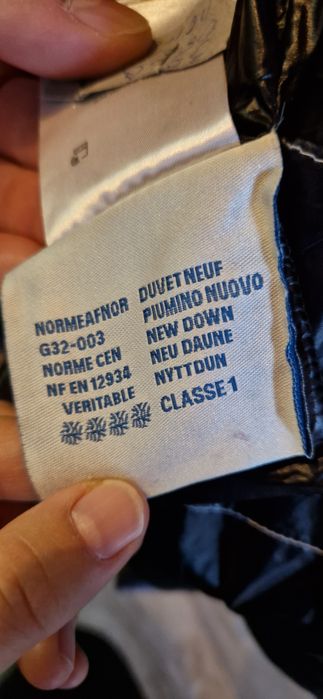 NORMEAFNOR
G32-003
NORME CEN
NF EN 12934
VERITABLE
DUVET NEUF
PIUMINO NUOVO
NEW DOWN
NEU DAUNE
NYTTDUN
CLASSE 1